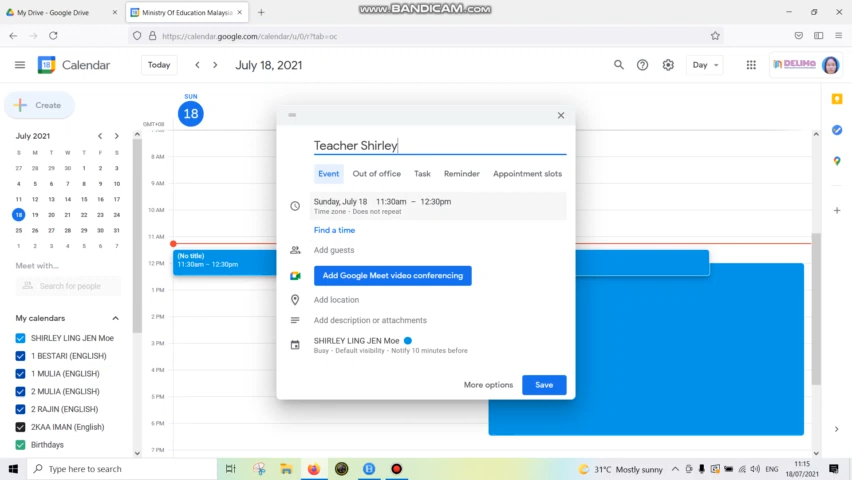 My Drive - Google Drive
Ministry Of Education Malaysia
www.BANDICAM.com
https://calendar.google.com/calendar/u/0/r?tab=oc
18
Calendar
Today
July 18, 2021
Day
DELIMa
Create
SUN
18
GMT+08
July 2021
S M T W T F S
27 28 29 30 1 2 3
4 5 6 7 8 9 10
11 12 13 14 15 16 17
18 19 20 21 22 23 24
25 26 27 28 29 30 31
1 2 3 4 5 6 7
Meet with...
Search for people
My calendars
SHIRLEY LING JEN Moe
1 BESTARI (ENGLISH)
1 MULIA (ENGLISH)
2 MULIA (ENGLISH)
2 RAJIN (ENGLISH)
2KAA IMAN (English)
Birthdays
8 AM
9 AM
10 AM
11 AM
12 PM
1 PM
2 PM
3 PM
4 PM
5 PM
6 PM
7 PM
(No title)
11:30am – 12:30pm
Teacher Shirley
Event
Out of office
Task
Reminder
Appointment slots
Sunday, July 18 11:30am – 12:30pm
Time zone - Does not repeat
Find a time
Add guests
Add Google Meet video conferencing
Add location
Add description or attachments
SHIRLEY LING JEN Moe
Busy - Default visibility - Notify 10 minutes before
More options
Save
Type here to search
31°C Mostly sunny
ENG
11:15
18/07/2021